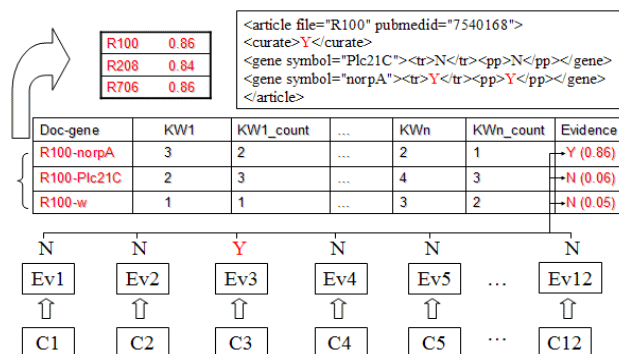 R100 0.86
R208 0.84
R706 0.86
<article file="R100" pubmedid="7540168">
<curate>Y</curate>
<gene symbol="Plc21C"><tr>N</tr><pp>N</pp></gene>
<gene symbol="norpA"><tr>Y</tr><pp>Y</pp></gene>
</article>
Doc-gene KW1 KW1_count ... KWn KWn_count Evidence
R100-norpA 3 2 ... 2 1 Y (0.86)
R100-Plc21C 2 3 ... 4 3 N (0.06)
R100-w 1 1 ... 3 2 N (0.05)
N N Y N N N
Ev1 Ev2 Ev3 Ev4 Ev5 ... Ev12
C1 C2 C3 C4 C5 ... C12